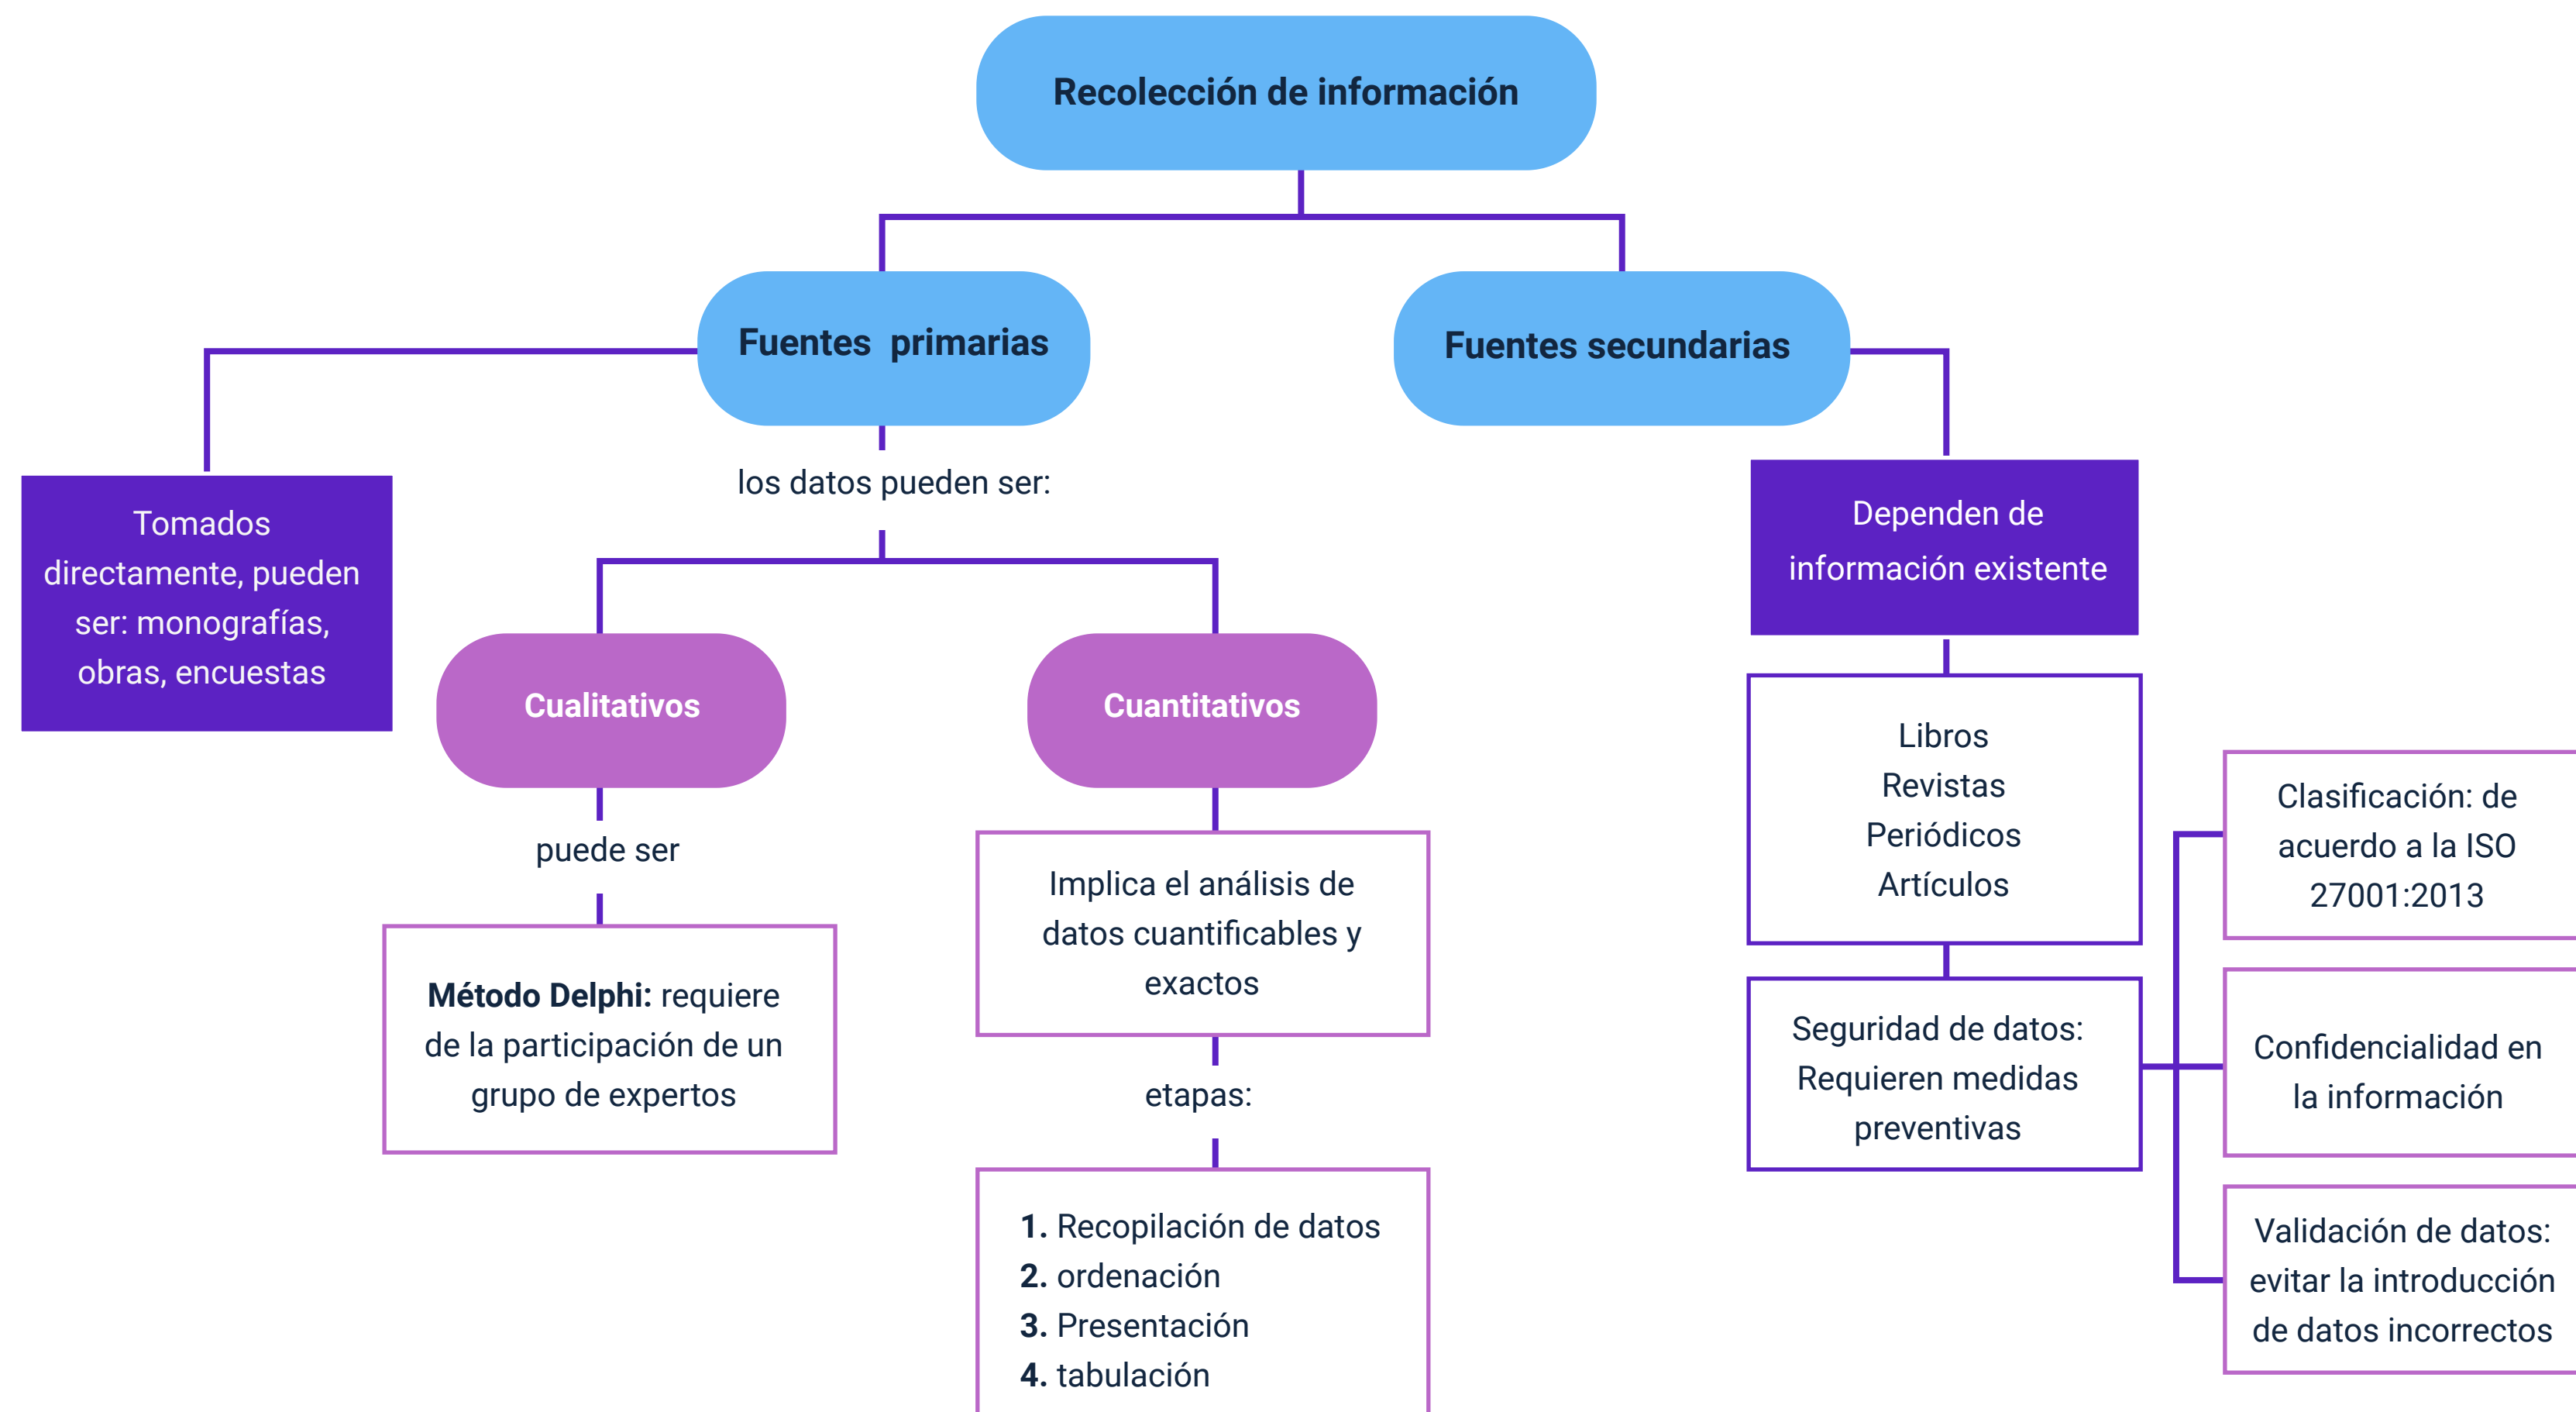 Recolección de información
Fuentes  primarias
Fuentes secundarias
Tomados
directamente, pueden
ser: monografías,
obras, encuestas
los datos pueden ser:
Cualitativos
puede ser
Método Delphi: requiere
de la participación de un
grupo de expertos
Cuantitativos
Implica el análisis de
datos cuantificables y
exactos
etapas:
1. Recopilación de datos
2. ordenación
3. Presentación
4. tabulación
Dependen de
información existente
Libros
Revistas
Periódicos
Artículos
Seguridad de datos:
Requieren medidas
preventivas
Clasificación: de
acuerdo a la ISO
27001:2013
Confidencialidad en
la información
Validación de datos:
evitar la introducción
de datos incorrectos